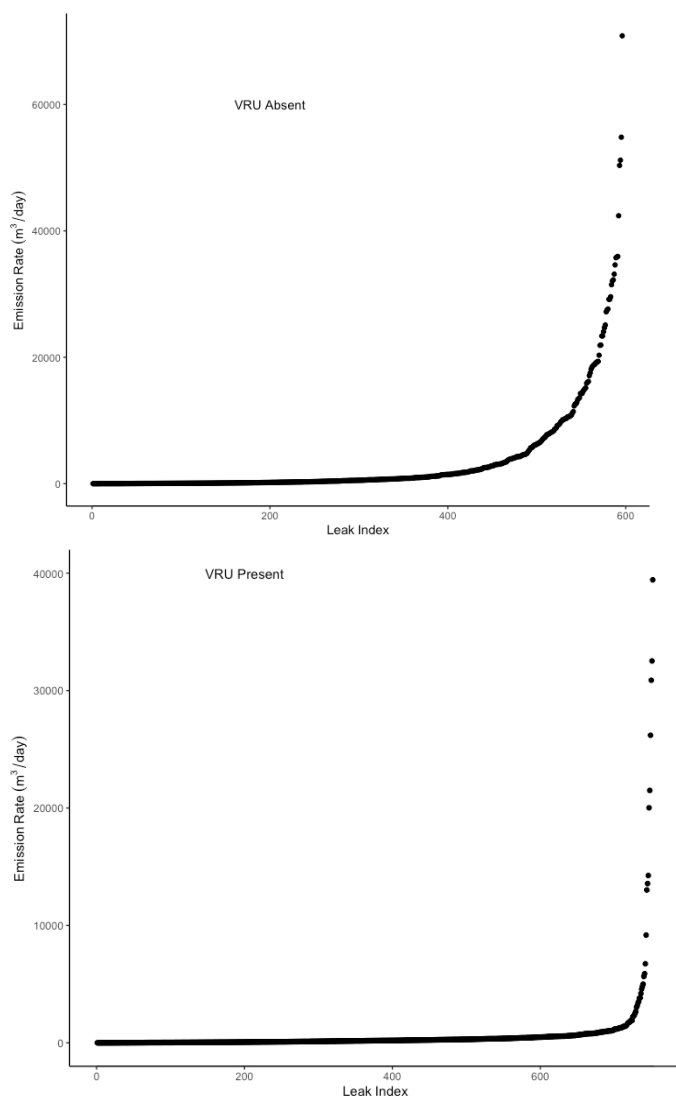 60000
40000
20000
0
Emission Rate (m³/day)
VRU Absent
0
200
400
600
Leak Index
40000
30000
20000
10000
0
Emission Rate (m³/day)
VRU Present
0
200
400
600
Leak Index